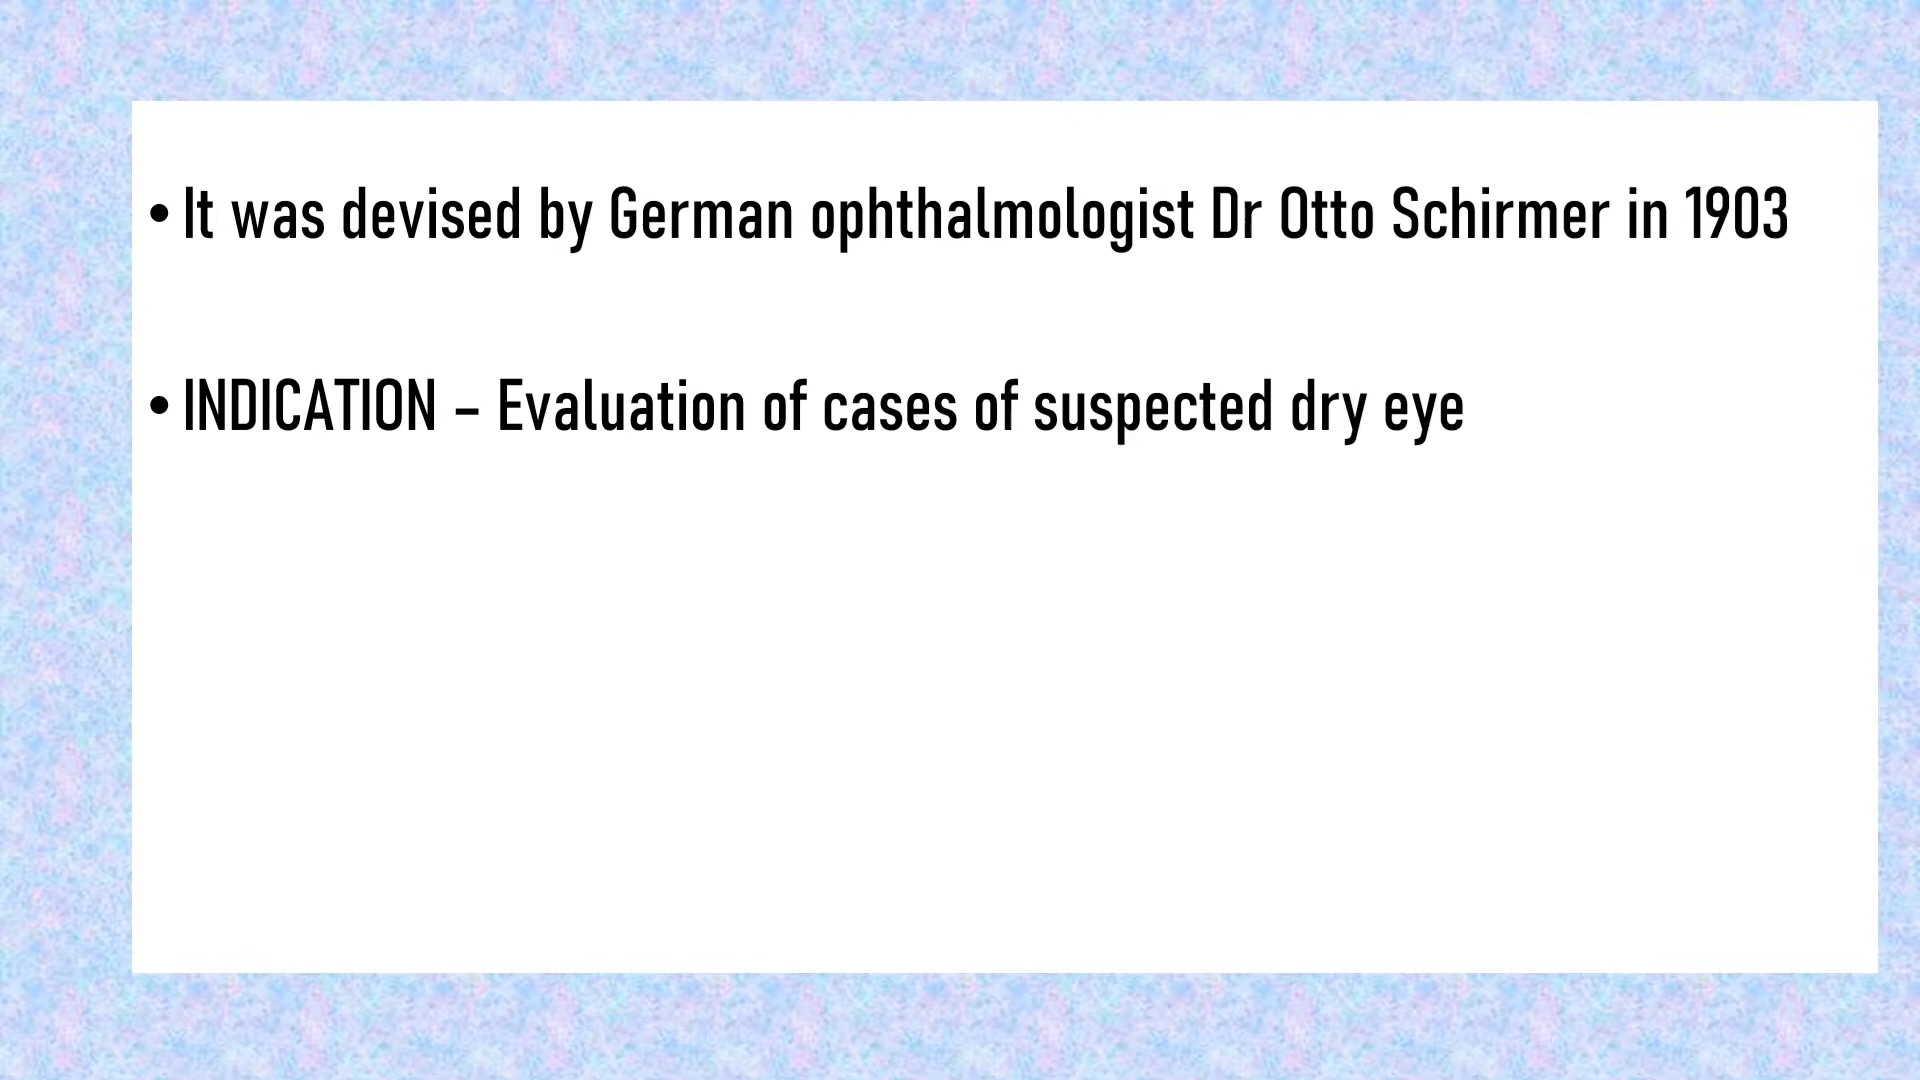 • It was devised by German ophthalmologist Dr Otto Schirmer in 1903
• INDICATION – Evaluation of cases of suspected dry eye